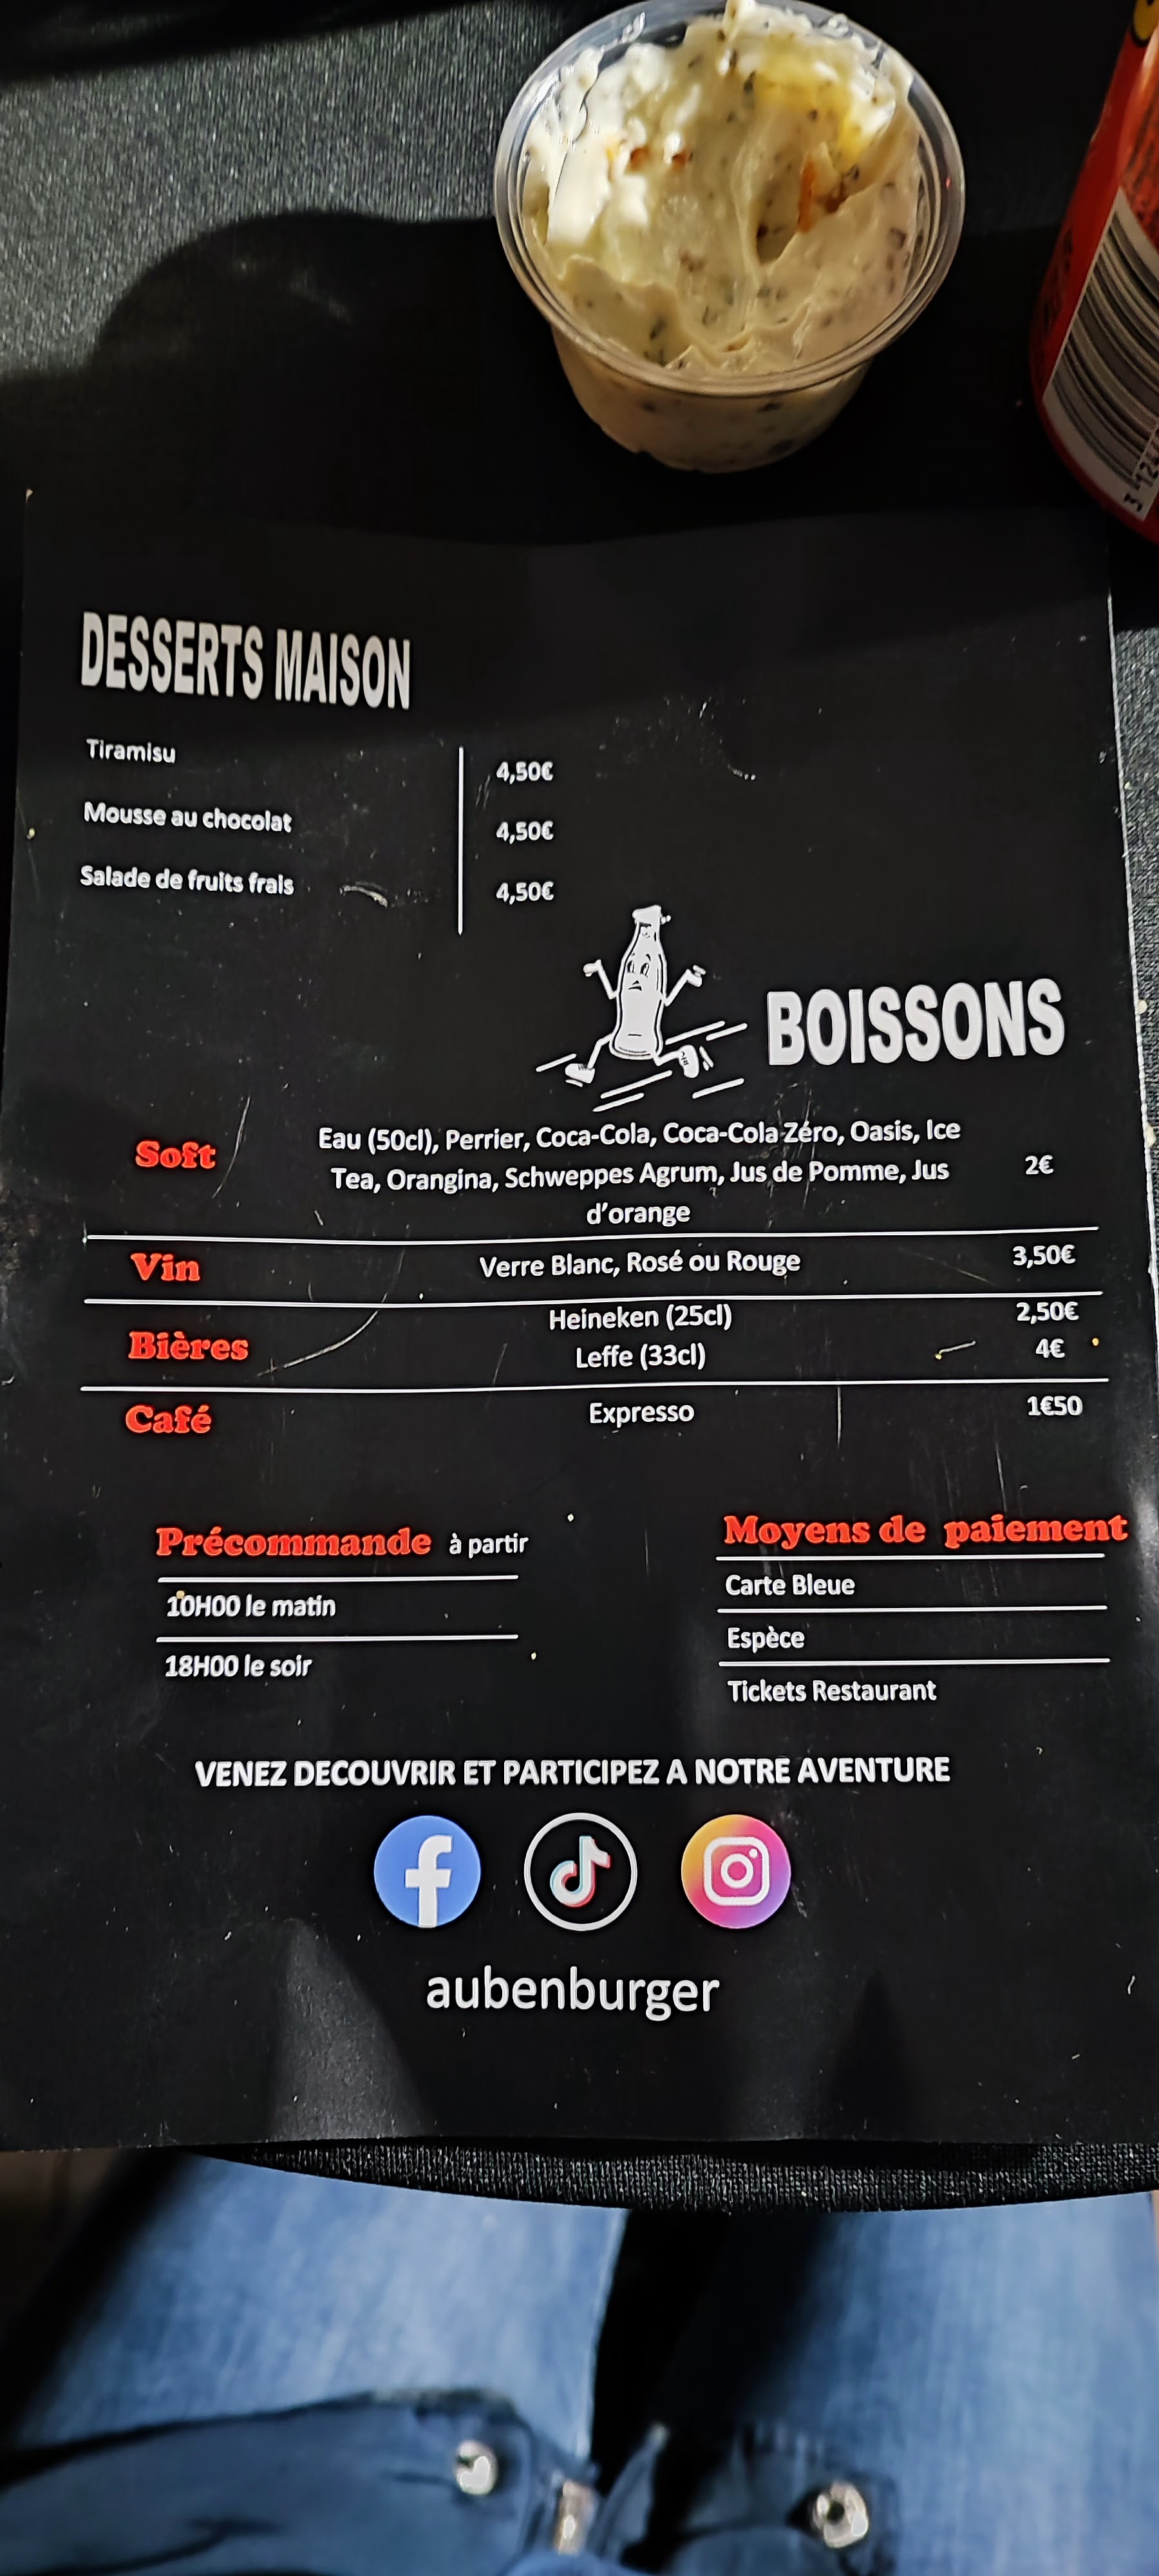 DESSERTS MAISON
Tiramisu 4,50€
Mousse au chocolat 4,50€
Salade de fruits frais 4,50€
BOISSONS
Soft
Eau (50cl), Perrier, Coca-Cola, Coca-Cola Zéro, Oasis, Ice
Tea, Orangina, Schweppes Agrum, Jus de Pomme, Jus
d'orange
2€
Vin Verre Blanc, Rosé ou Rouge 3,50€
Bières
Heineken (25cl) 2,50€
Leffe (33cl) 4€
Café Expresso 1€50
Précommande à partir
10H00 le matin
18H00 le soir
Moyens de paiement
Carte Bleue
Espèce
Tickets Restaurant
VENEZ DECOUVRIR ET PARTICIPEZ A NOTRE AVENTURE
aubenburger